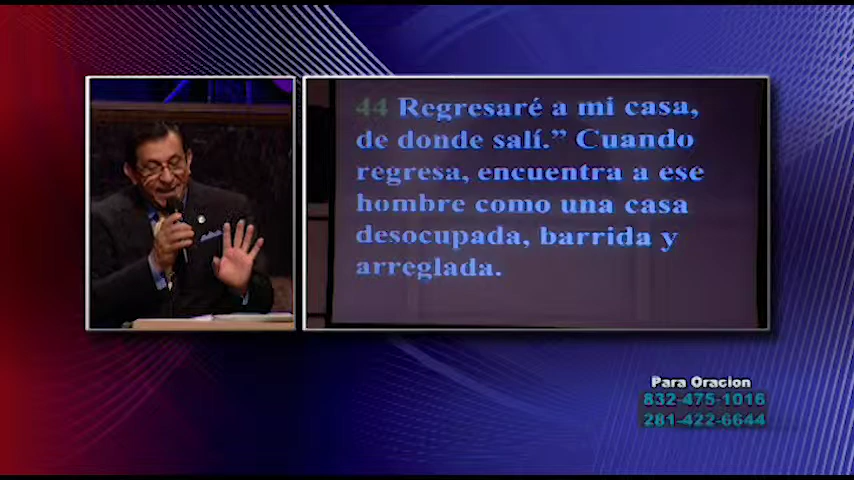 44 Regresaré a mi casa,
de donde salí.” Cuando
regresa, encuentra a ese
hombre como una casa
desocupada, barrida y
arreglada.
Para Oracion
832-475-1016
281-422-6644